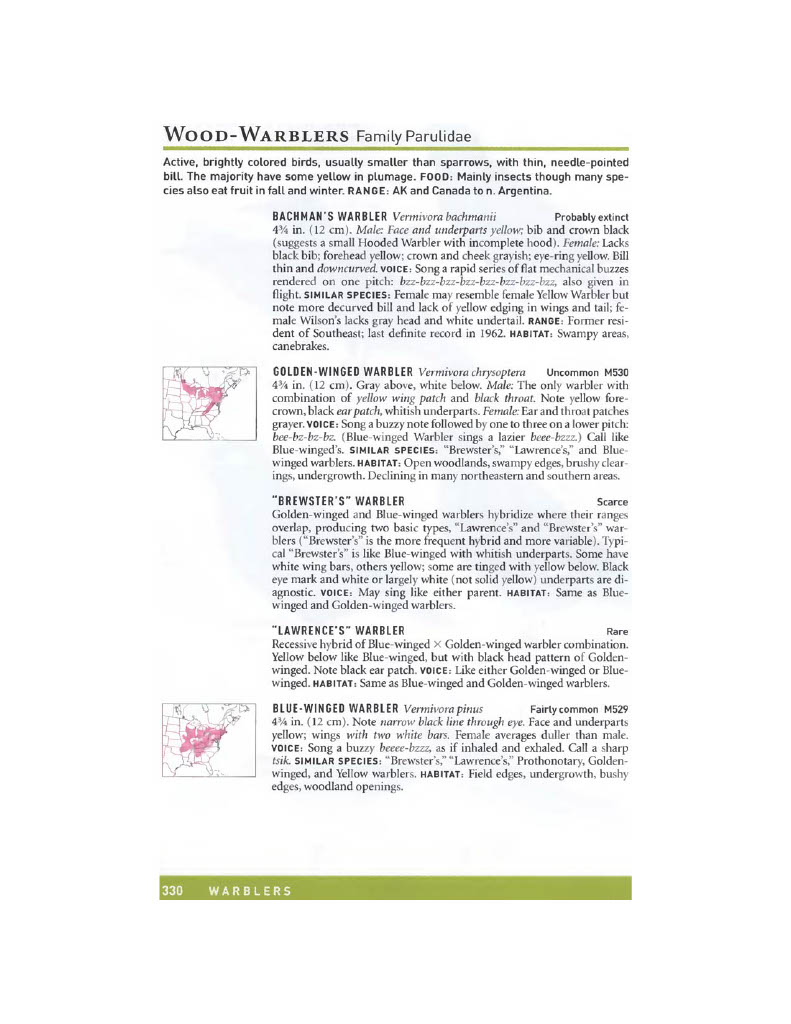 WOOD-WARBLERS Family Parulidae
Active, brightly colored birds, usually smaller than sparrows, with thin, needle-pointed
bill. The majority have some yellow in plumage. FOOD: Mainly insects though many spe-
cies also eat fruit in fall and winter. RANGE: AK and Canada to n. Argentina.
BACHMAN'S WARBLER Vermivora bachmanii Probably extinct
4¾ in. (12 cm). Male: Face and underparts yellow; bib and crown black
(suggests a small Hooded Warbler with incomplete hood). Female: Lacks
black bib; forehead yellow; crown and cheek grayish; eye-ring yellow. Bill
thin and downcurved. VOICE: Song a rapid series of flat mechanical buzzes
rendered on one pitch: bzz-bzz-bzz-bzz-bzz-bzz-bzz-bzz, also given in
flight. SIMILAR SPECIES: Female may resemble female Yellow Warbler but
note more decurved bill and lack of yellow edging in wings and tail; fe-
male Wilson's lacks gray head and white undertail. RANGE: Former resi-
dent of Southeast; last definite record in 1962. HABITAT: Swampy areas,
canebrakes.
GOLDEN-WINGED WARBLER Vermivora chrysoptera Uncommon M530
4¾ in. (12 cm). Gray above, white below. Male: The only warbler with
combination of yellow wing patch and black throat. Note yellow fore-
crown, black ear patch, whitish underparts. Female: Ear and throat patches
grayer. VOICE: Song a buzzy note followed by one to three on a lower pitch:
bee-bz-bz-bz. (Blue-winged Warbler sings a lazier beee-bzzz.) Call like
Blue-winged's. SIMILAR SPECIES: "Brewster's," "Lawrence's," and Blue-
winged warblers. HABITAT: Open woodlands, swampy edges, brushy clear-
ings, undergrowth. Declining in many northeastern and southern areas.
"BREWSTER'S" WARBLER Scarce
Golden-winged and Blue-winged warblers hybridize where their ranges
overlap, producing two basic types, "Lawrence's" and "Brewster's" war-
blers ("Brewster's" is the more frequent hybrid and more variable). Typi-
cal "Brewster's" is like Blue-winged with whitish underparts. Some have
white wing bars, others yellow; some are tinged with yellow below. Black
eye mark and white or largely white (not solid yellow) underparts are di-
agnostic. VOICE: May sing like either parent. HABITAT: Same as Blue-
winged and Golden-winged warblers.
"LAWRENCE'S" WARBLER Rare
Recessive hybrid of Blue-winged × Golden-winged warbler combination.
Yellow below like Blue-winged, but with black head pattern of Golden-
winged. Note black ear patch. VOICE: Like either Golden-winged or Blue-
winged. HABITAT: Same as Blue-winged and Golden-winged warblers.
BLUE-WINGED WARBLER Vermivora pinus Fairly common M529
4¾ in. (12 cm). Note narrow black line through eye. Face and underparts
yellow; wings with two white bars. Female averages duller than male.
VOICE: Song a buzzy beeee-bzzz, as if inhaled and exhaled. Call a sharp
tsik. SIMILAR SPECIES: "Brewster's," "Lawrence's," Prothonotary, Golden-
winged, and Yellow warblers. HABITAT: Field edges, undergrowth, bushy
edges, woodland openings.
330 WARBLERS